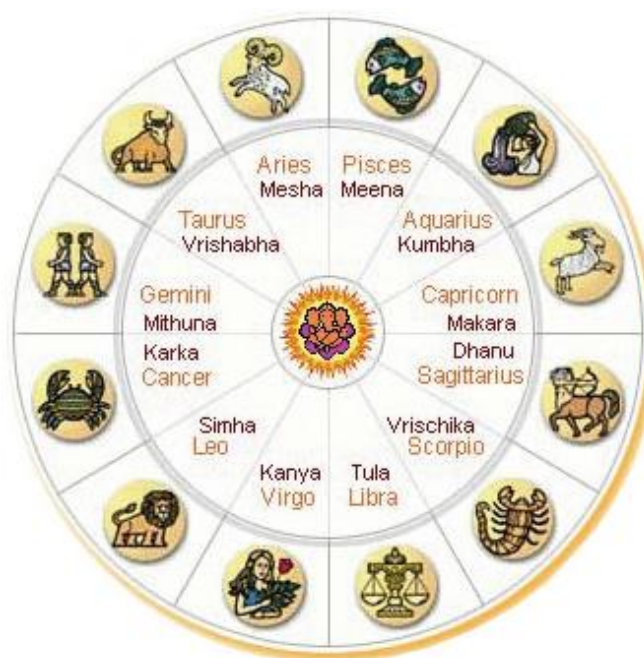 Aries
Mesha
Pisces
Meena
Taurus
Vrishabha
Aquarius
Kumbha
Gemini
Mithuna
Capricorn
Makara
Karka
Cancer
Dhanu
Sagittarius
Simha
Leo
Vrischika
Scorpio
Kanya
Virgo
Tula
Libra